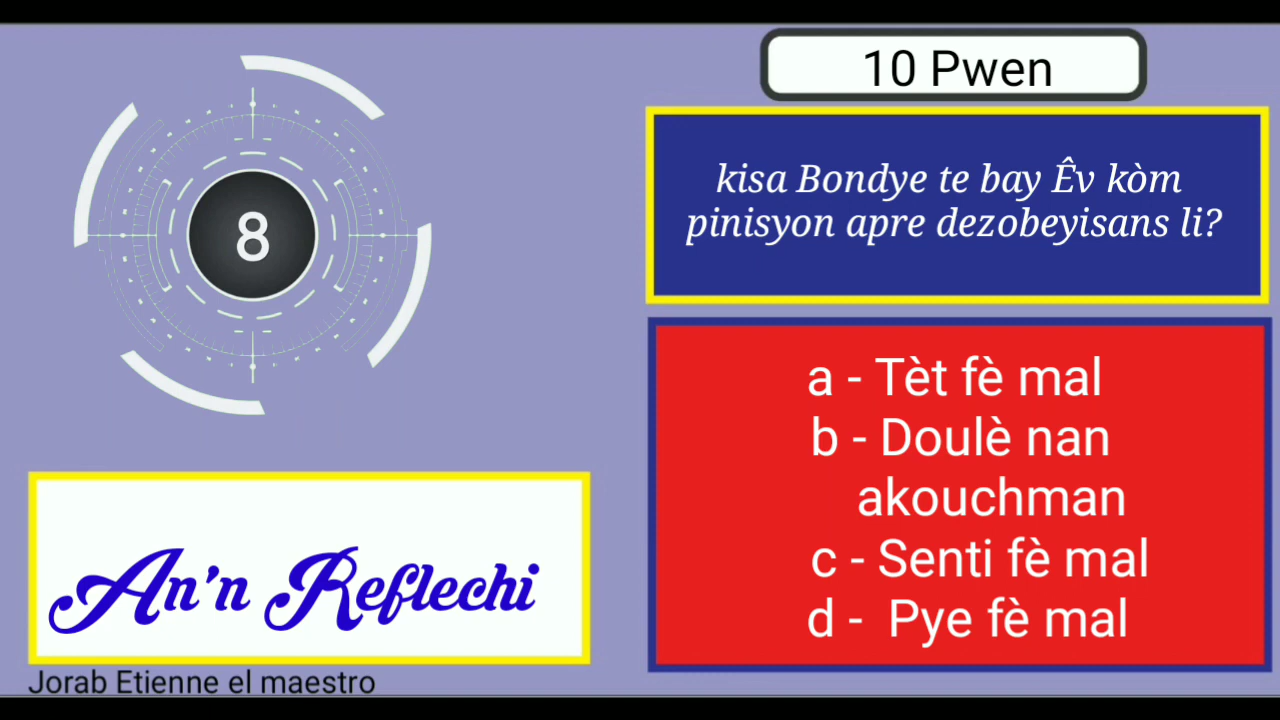 10 Pwen
kisa Bondye te bay Êv kòm
pinisyon apre dezobeyisans li?
8
a - Tèt fè mal
b - Doulè nan
akouchman
c - Senti fè mal
d - Pye fè mal
An'n Reflechi
Jorab Etienne el maestro